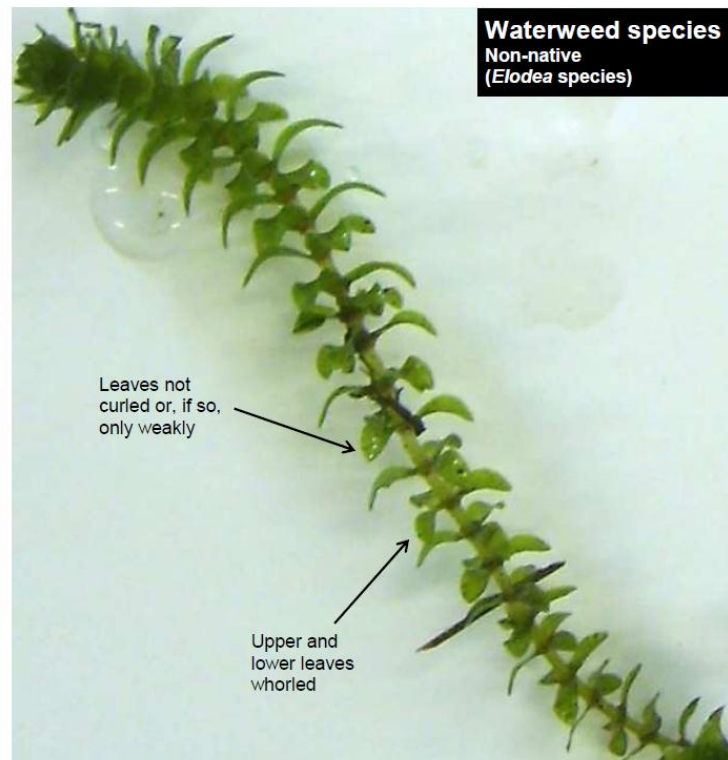 Waterweed species
Non-native
(Elodea species)
Leaves not
curled or, if so,
only weakly
Upper and
lower leaves
whorled